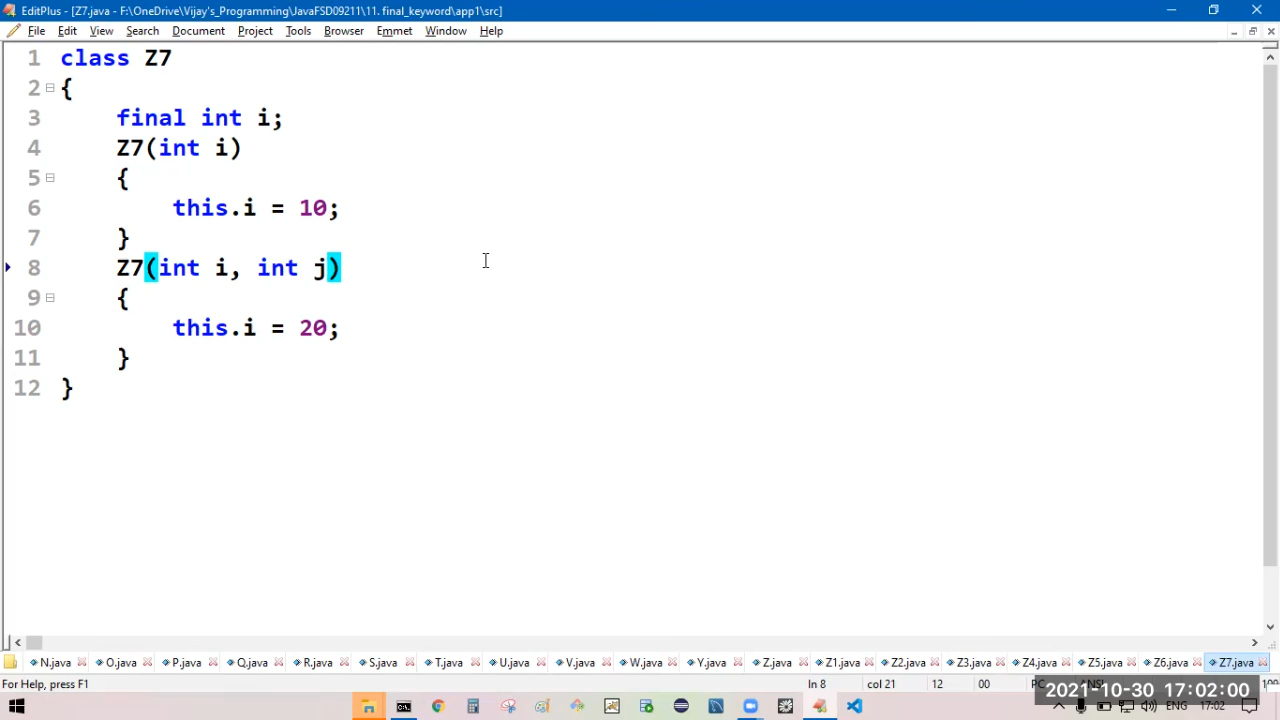 EditPlus - [Z7.java - F:\OneDrive\Vijay's_Programming\JavaFSD09211\11. final_keyword\app1\src]
File Edit View Search Document Project Tools Browser Emmet Window Help
1 class Z7
2 {
3 final int i;
4 Z7(int i)
5 {
6 this.i = 10;
7 }
8 Z7(int i, int j)
9 {
10 this.i = 20;
11 }
12 }
N.java O.java P.java Q.java R.java S.java T.java U.java V.java W.java Y.java Z.java Z1.java Z2.java Z3.java Z4.java Z5.java Z6.java Z7.java
For Help, press F1 ln 8 col 21 12 00 PC
2021-10-30 17:02:00
ENG 17:02